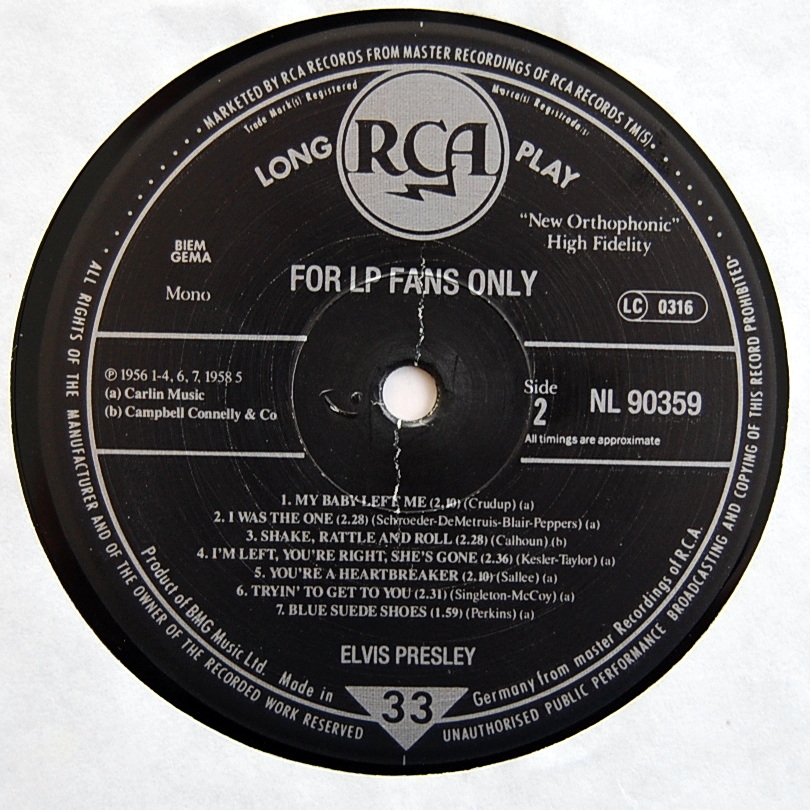 MARKETED BY RCA RECORDS FROM MASTER RECORDINGS OF RCA RECORDS TM(S).
Trade Mark(s) Registered
Marca(s) Registrada(s)
LONG RCA PLAY
"New Orthophonic"
High Fidelity
BIEM
GEMA
Mono
FOR LP FANS ONLY
LC 0316
℗ 1956 1-4, 6, 7, 1958 5
(a) Carlin Music
(b) Campbell Connelly & Co
Side
2
NL 90359
All timings are approximate
1. MY BABY LEFT ME (2,10) (Crudup) (a)
2. I WAS THE ONE (2.28) (Schroeder-DeMetruis-Blair-Peppers) (a)
3. SHAKE, RATTLE AND ROLL (2.28) (Calhoun) (b)
4. I'M LEFT, YOU'RE RIGHT, SHE'S GONE (2.36) (Kesler-Taylor) (a)
5. YOU'RE A HEARTBREAKER (2.10) (Sallee) (a)
6. TRYIN' TO GET TO YOU (2.31) (Singleton-McCoy) (a)
7. BLUE SUEDE SHOES (1.59) (Perkins) (a)
ELVIS PRESLEY
Product of BMG Music Ltd. Made in Germany from master Recordings of R.C.A.
33
ALL RIGHTS OF THE MANUFACTURER AND OF THE OWNER OF THE RECORDED WORK RESERVED
UNAUTHORISED PUBLIC PERFORMANCE BROADCASTING AND COPYING OF THIS RECORD PROHIBITED